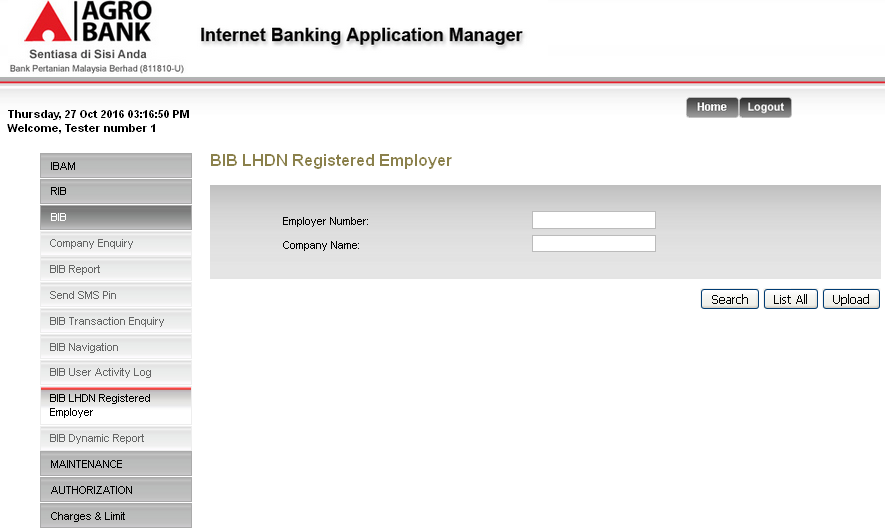 AGRO
BANK
Sentiasa di Sisi Anda
Bank Pertanian Malaysia Berhad (811810-U)
Internet Banking Application Manager
Thursday, 27 Oct 2016 03:16:50 PM
Welcome, Tester number 1
Home
Logout
IBAM
RIB
BIB
Company Enquiry
BIB Report
Send SMS Pin
BIB Transaction Enquiry
BIB Navigation
BIB User Activity Log
BIB LHDN Registered
Employer
BIB Dynamic Report
MAINTENANCE
AUTHORIZATION
Charges & Limit
BIB LHDN Registered Employer
Employer Number:
Company Name:
Search
List All
Upload